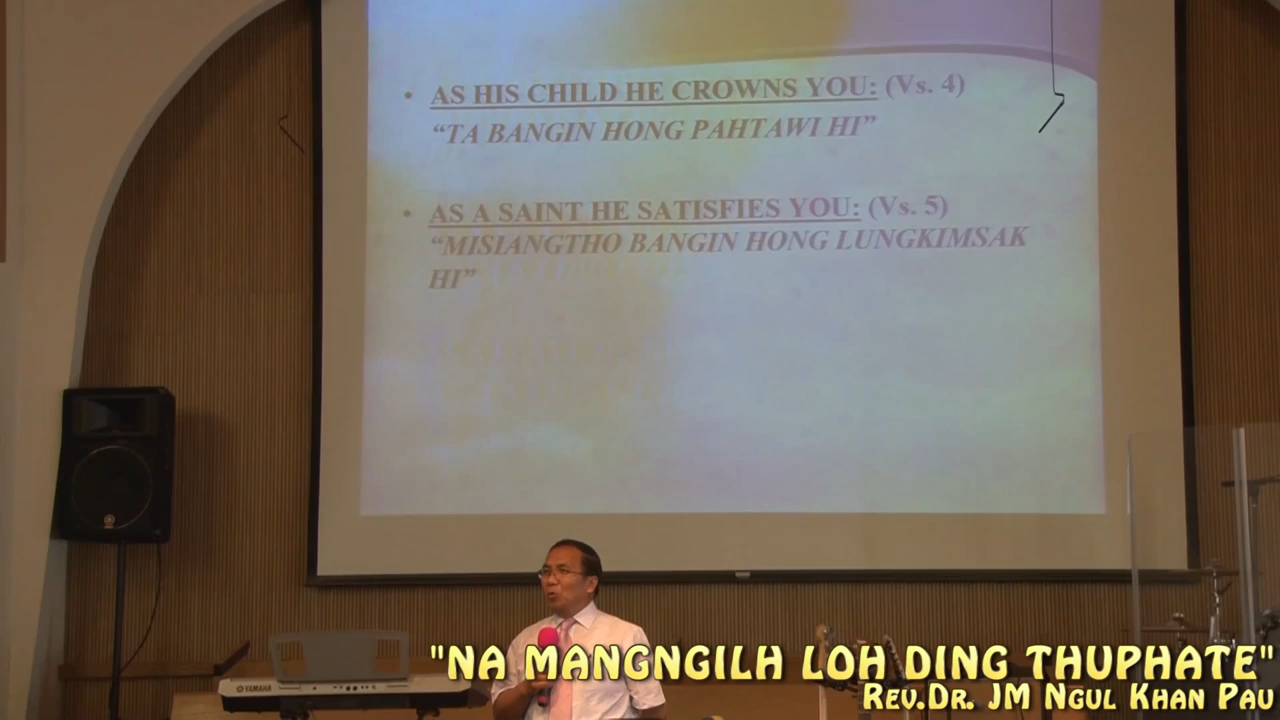 • AS HIS CHILD HE CROWNS YOU: (Vs. 4)
“TA BANGIN HONG PAHTAWI HI”
• AS A SAINT HE SATISFIES YOU: (Vs. 5)
“MISIANGTHO BANGIN HONG LUNGKIMSAK
HI”
YAMAHA
"NA MANGNGILH LOH DING THUPHATE"
REV.DR. JM NGUL KHAN PAU